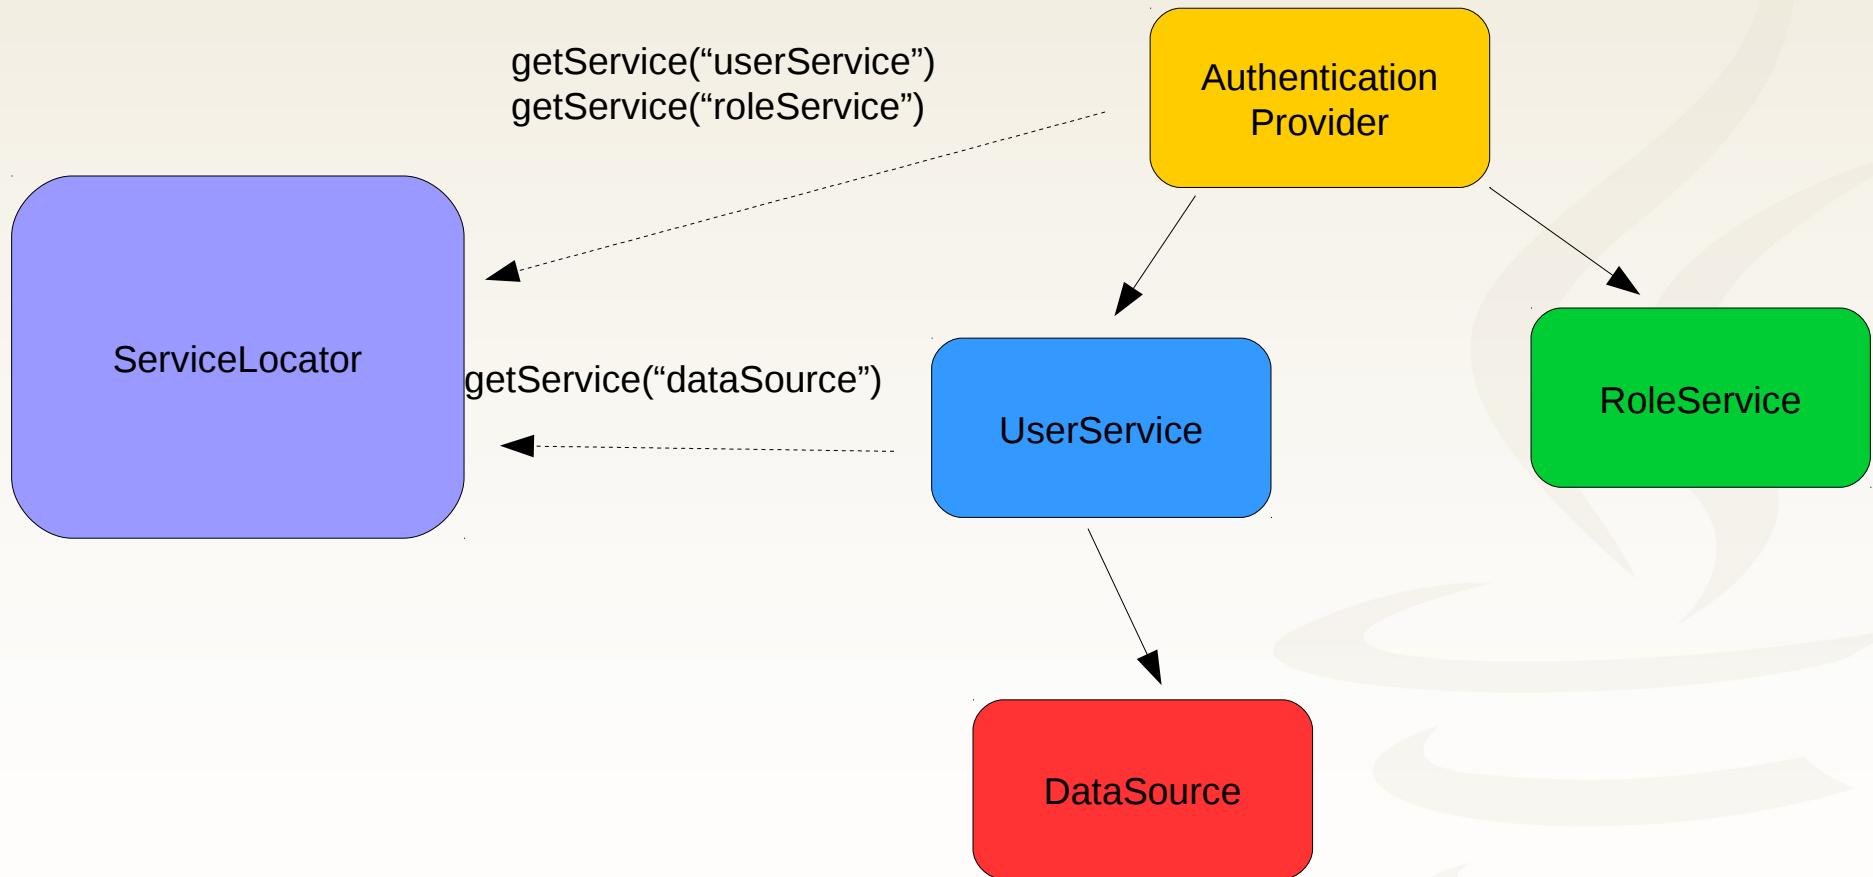 getService(“userService”)
getService(“roleService”)
Authentication
Provider
ServiceLocator
getService(“dataSource”)
UserService
RoleService
DataSource